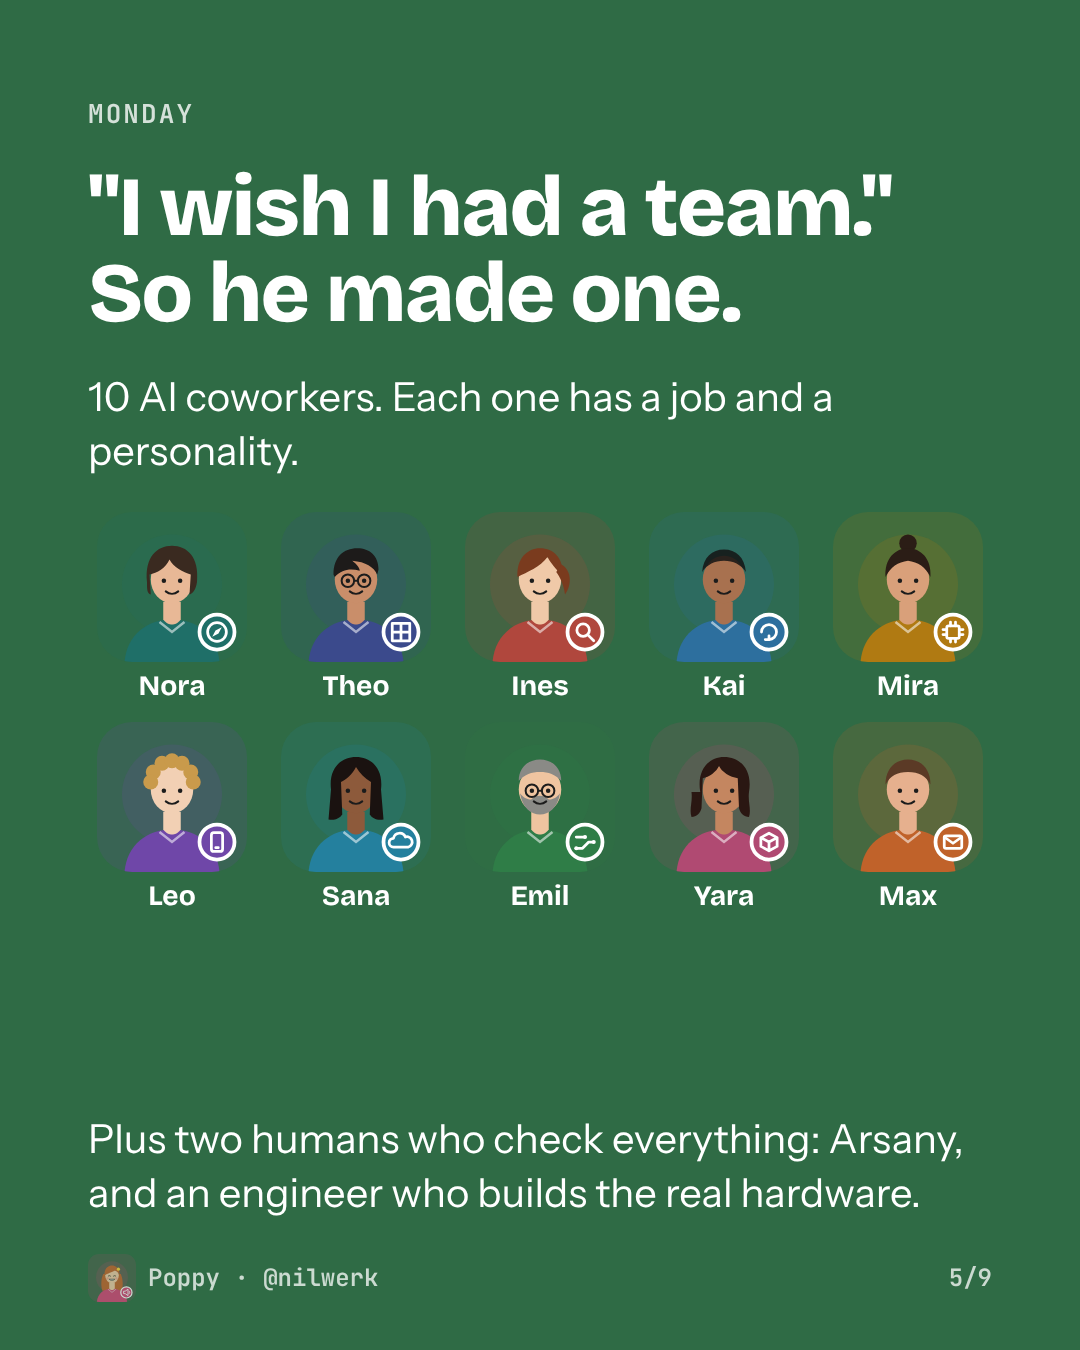 MONDAY
"I wish I had a team."
So he made one.
10 AI coworkers. Each one has a job and a
personality.
Nora Theo Ines Kai Mira
Leo Sana Emil Yara Max
Plus two humans who check everything: Arsany,
and an engineer who builds the real hardware.
Poppy · @nilwerk 5/9